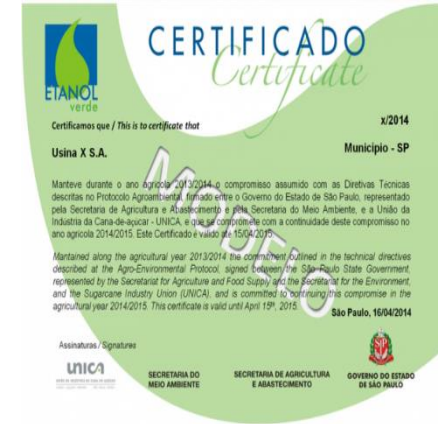 CERTIFICADO
Certificate
ETANOL
verde
Certificamos que / This is to certificate that
x/2014
Usina X S.A.
Município - SP
Manteve durante o ano agrícola 2013/2014 o compromisso assumido com as Diretivas Técnicas
descritas no Protocolo Agroambiental, firmado entre o Governo do Estado de São Paulo, representado
pela Secretaria de Agricultura e Abastecimento e pela Secretaria do Meio Ambiente, e a União da
Indústria da Cana-de-açúcar - UNICA, e que se compromete com a continuidade deste compromisso no
ano agrícola 2014/2015. Este Certificado é válido até 15/04/2015.
MODELO
Mantained along the agricultural year 2013/2014 the commitment outlined in the technical directives
described at the Agro-Environmental Protocol, signed between the São Paulo State Government,
represented by the Secretariat for Agriculture and Food Supply and the Secretariat for the Environment,
and the Sugarcane Industry Union (UNICA), and is committed to continuing this compromise in the
agricultural year 2014/2015. This certificate is valid until April 15th, 2015.
São Paulo, 16/04/2014
Assinaturas / Signatures
unica
SECRETARIA DO
MEIO AMBIENTE
SECRETARIA DE AGRICULTURA
E ABASTECIMENTO
GOVERNO DO ESTADO
DE SÃO PAULO